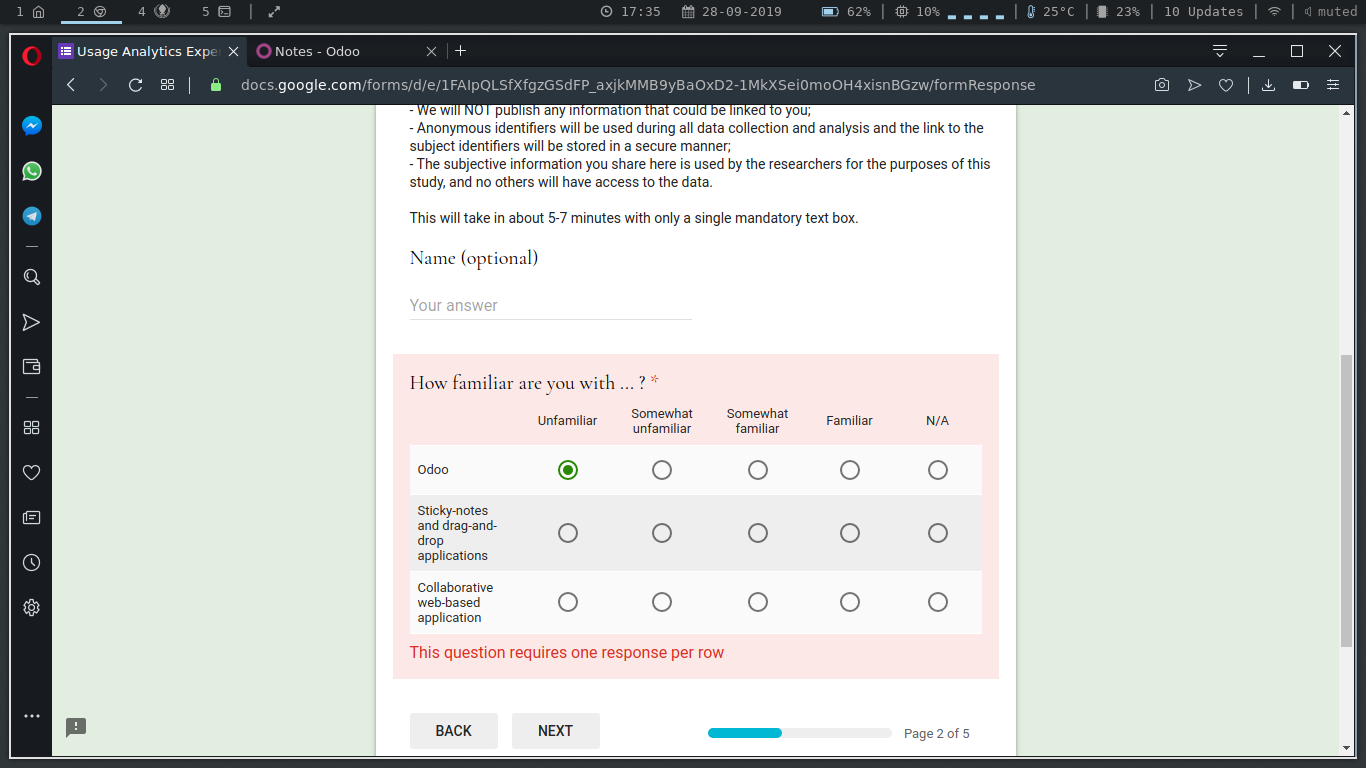 1 2 4 5 17:35 28-09-2019 62% 10% 25°C 23% 10 Updates muted
Usage Analytics Expe
Notes - Odoo
docs.google.com/forms/d/e/1FAIpQLSfXfgzGSdFP_axjkMMB9yBaOxD2-1MkXSei0moOH4xisnBGzw/formResponse
- We will NOT publish any information that could be linked to you;
- Anonymous identifiers will be used during all data collection and analysis and the link to the
subject identifiers will be stored in a secure manner;
- The subjective information you share here is used by the researchers for the purposes of this
study, and no others will have access to the data.
This will take in about 5-7 minutes with only a single mandatory text box.
Name (optional)
Your answer
How familiar are you with ... ? *
Unfamiliar
Somewhat
unfamiliar
Somewhat
familiar
Familiar
N/A
Odoo
Sticky-notes
and drag-and-
drop
applications
Collaborative
web-based
application
This question requires one response per row
BACK
NEXT
Page 2 of 5